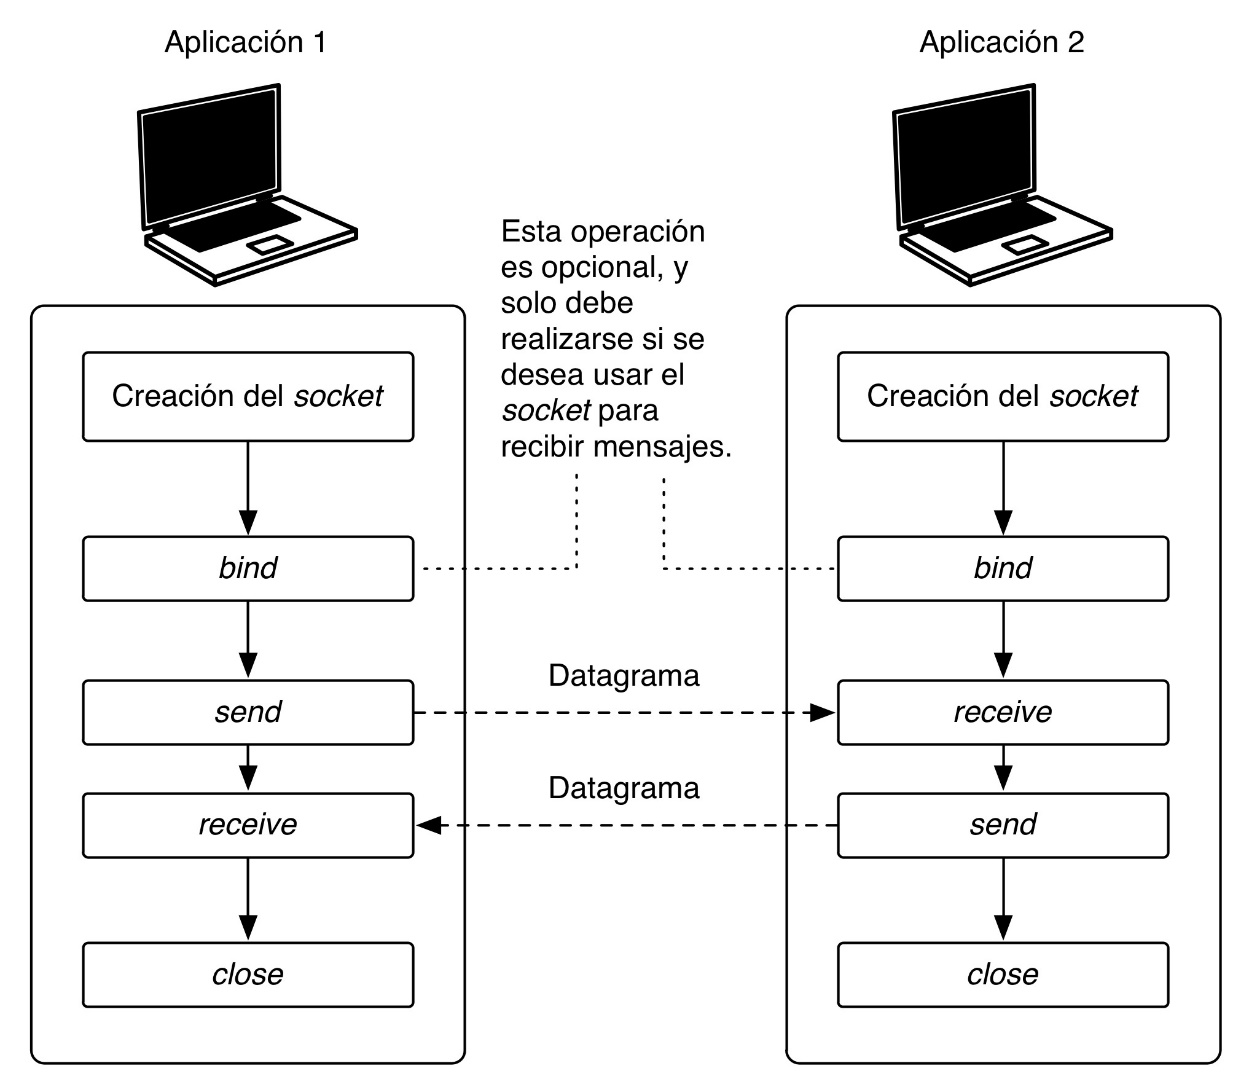 Aplicación 1
Aplicación 2
Esta operación
es opcional, y
solo debe
realizarse si se
desea usar el
socket para
recibir mensajes.
Creación del socket
Creación del socket
bind
bind
Datagrama
send
receive
Datagrama
receive
send
close
close